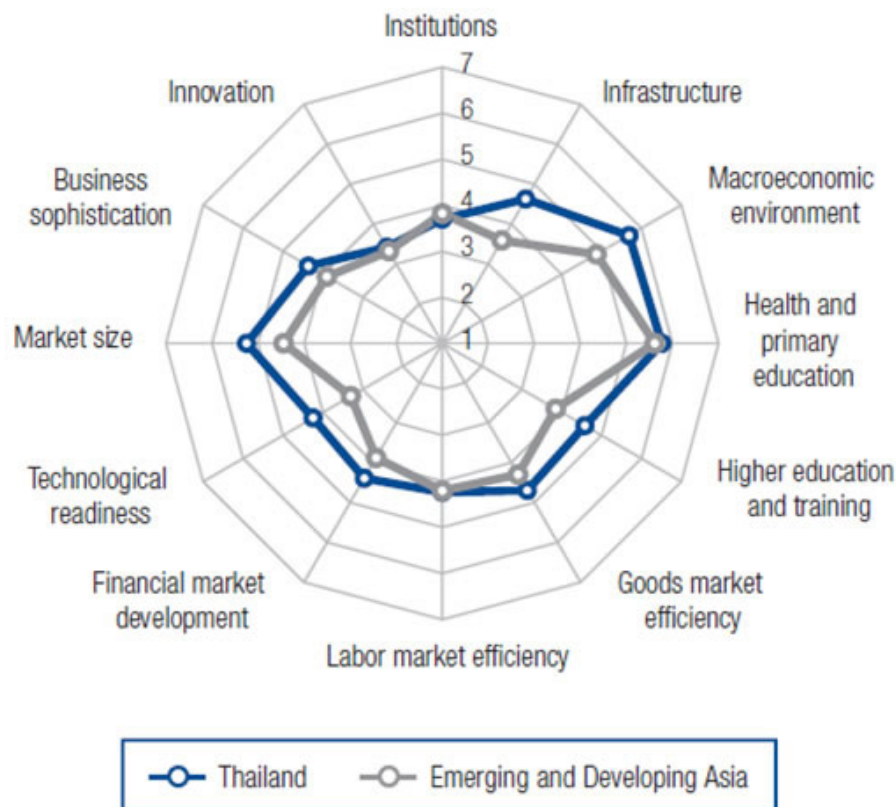 Institutions
7
Innovation
Infrastructure
6
5
Business
sophistication
Macroeconomic
environment
4
3
2
Market size
1
Health and
primary
education
Technological
readiness
Higher education
and training
Financial market
development
Goods market
efficiency
Labor market efficiency
Thailand
Emerging and Developing Asia